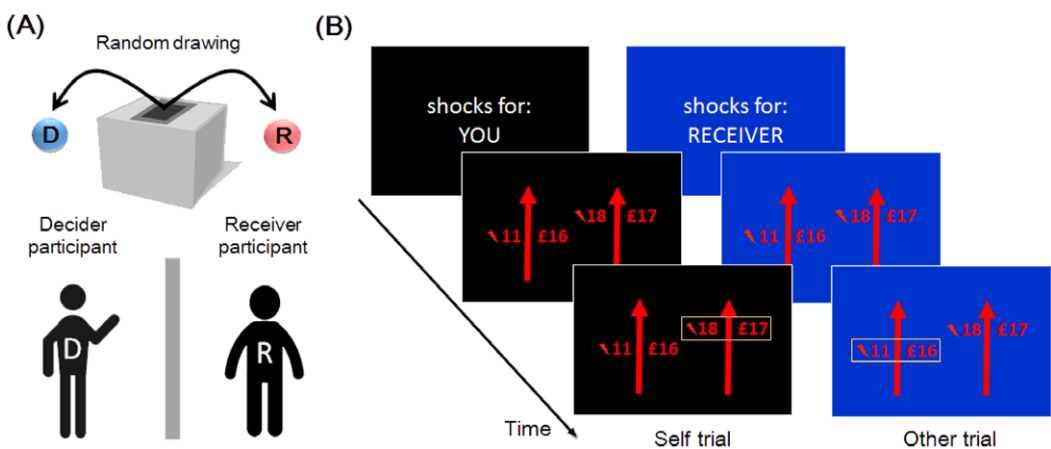 (A)
Random drawing
D
R
Decider
participant
Receiver
participant
D
R
(B)
shocks for:
YOU
shocks for:
RECEIVER
18 £17
11 £16
18 £17
11 £16
18 £17
11 £16
18 £17
11 £16
Time
Self trial
Other trial